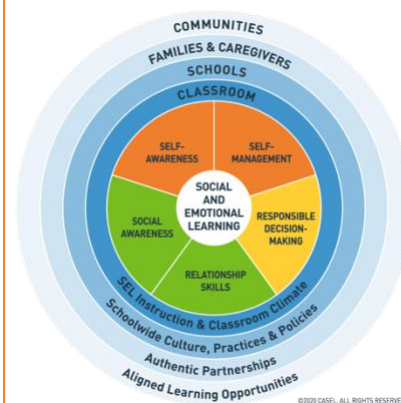 COMMUNITIES
FAMILIES & CAREGIVERS
SCHOOLS
CLASSROOM
SELF-
AWARENESS
SELF-
MANAGEMENT
SOCIAL
AND
EMOTIONAL
LEARNING
SOCIAL
AWARENESS
RESPONSIBLE
DECISION-
MAKING
RELATIONSHIP
SKILLS
SEL Instruction & Classroom Climate
Schoolwide Culture, Practices & Policies
Authentic Partnerships
Aligned Learning Opportunities
©2020 CASEL. ALL RIGHTS RESERVE